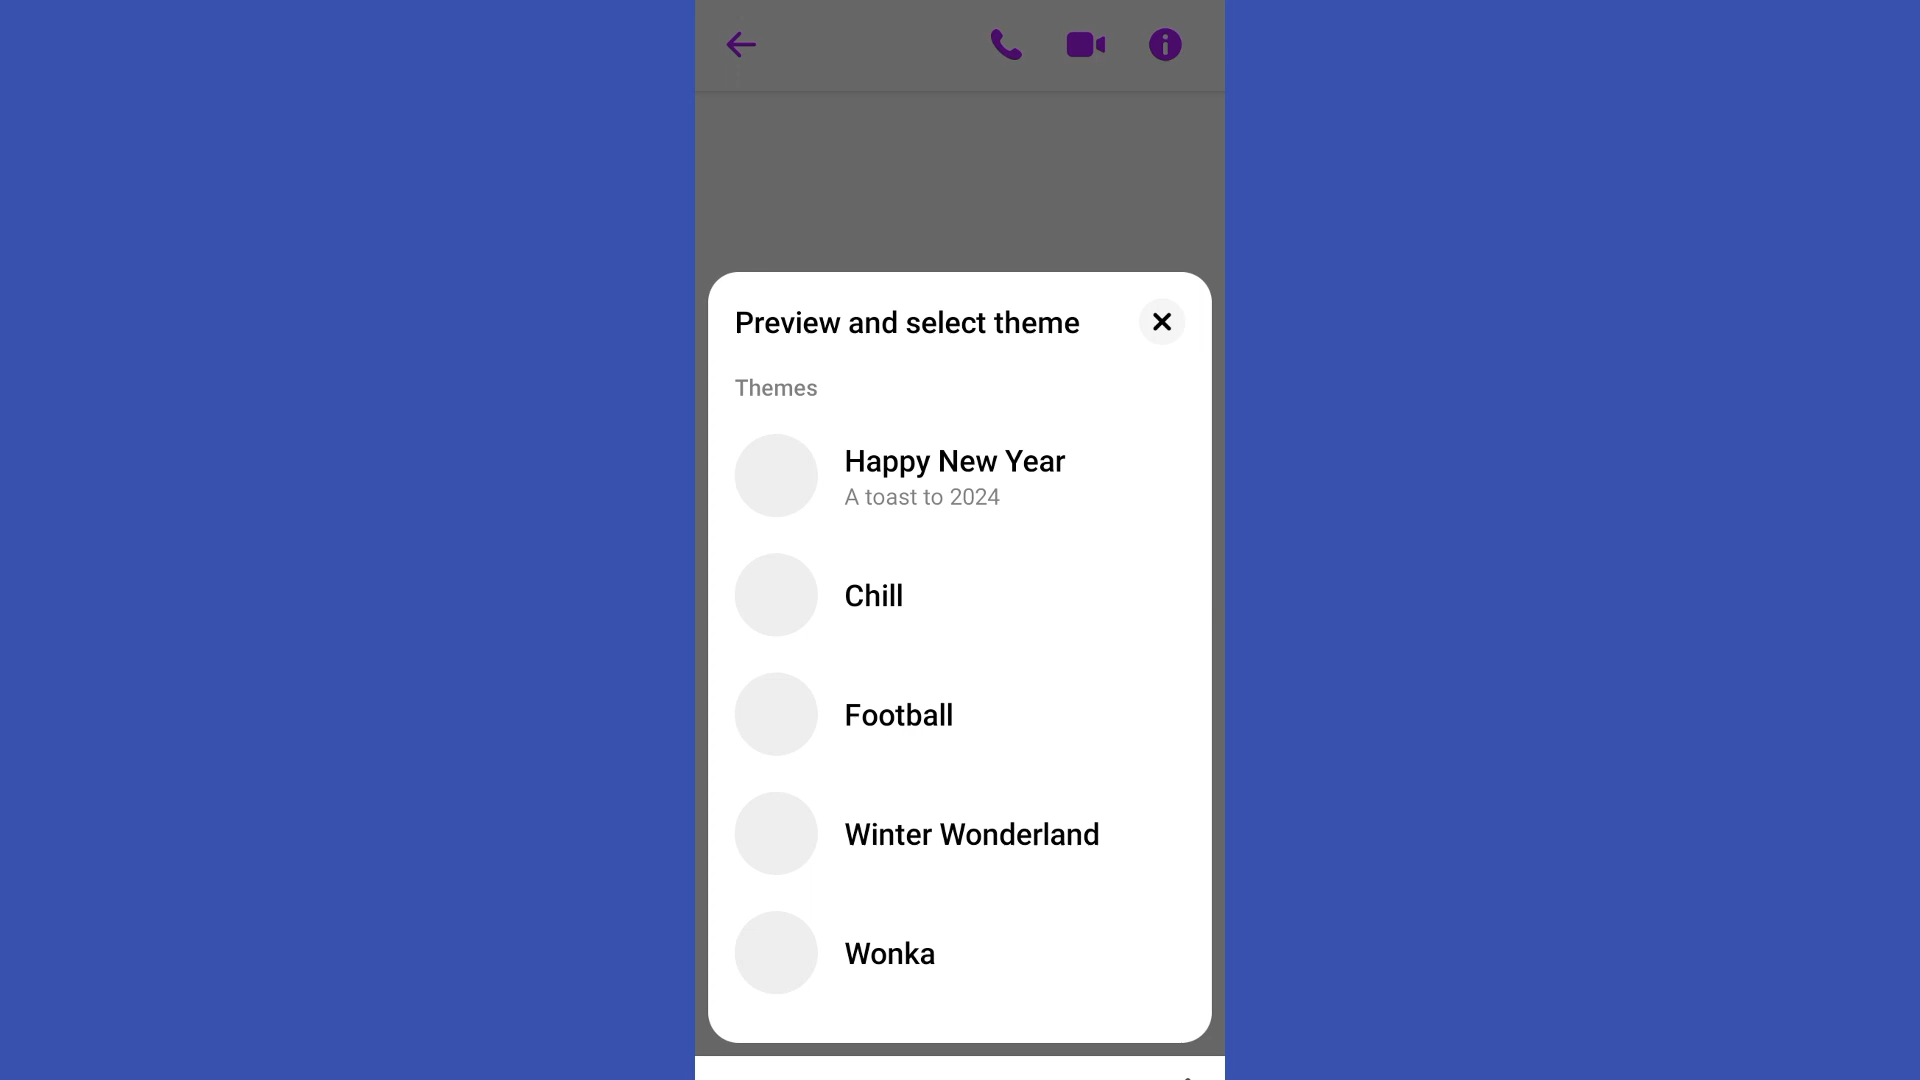 Preview and select theme
Themes
Happy New Year
A toast to 2024
Chill
Football
Winter Wonderland
Wonka